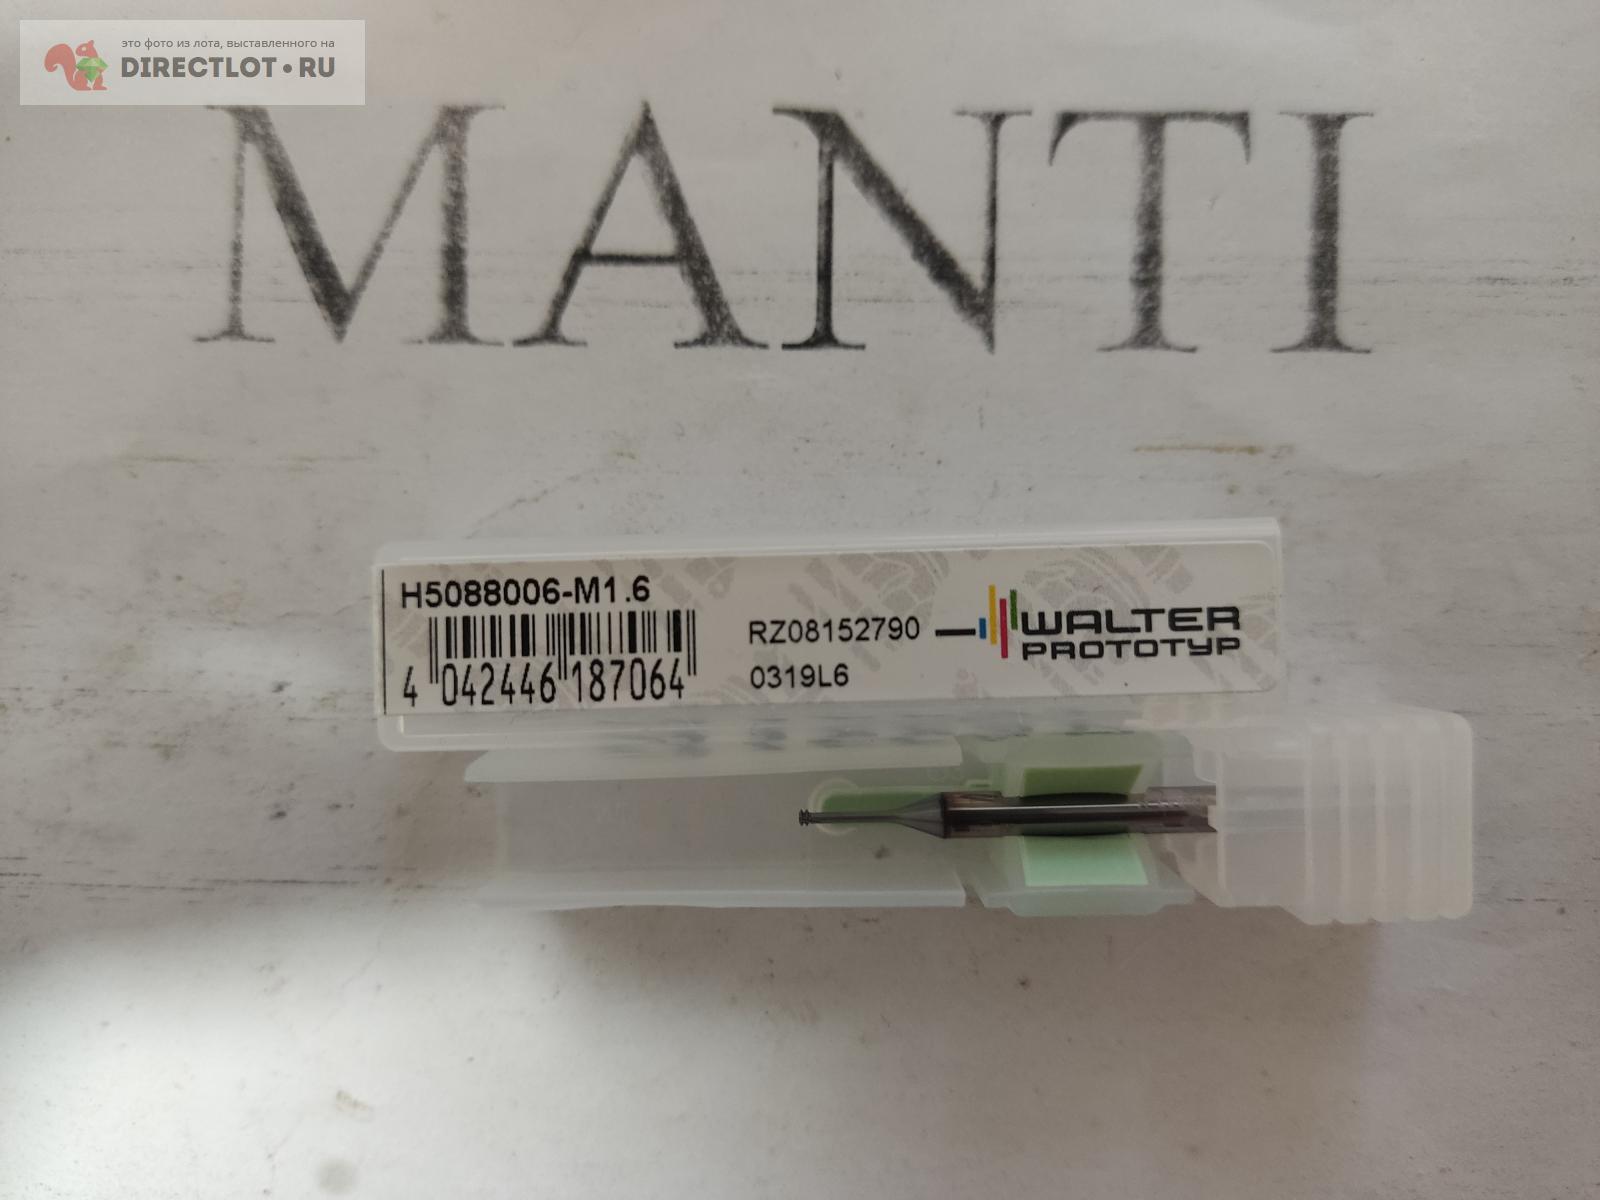 это фото из лота, выставленного на
DIRECTLOT•RU
MANTI
H5088006-M1.6
4 042446 187064
RZ08152790
0319L6
WALTER
PROTOTYP